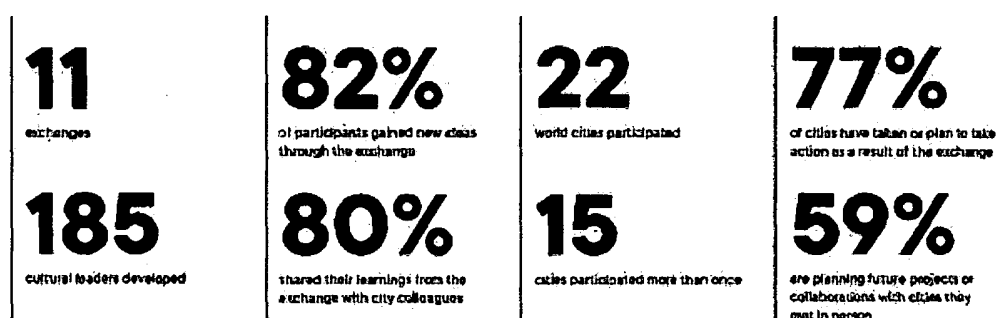 11
exchanges
185
cultural leaders developed
82%
of participants gained new ideas
through the exchange
80%
shared their learnings from the
exchange with city colleagues
22
world cities participated
15
cities participated more than once
77%
of cities have taken or plan to take
action as a result of the exchange
59%
are planning future projects or
collaborations with cities they
met in person